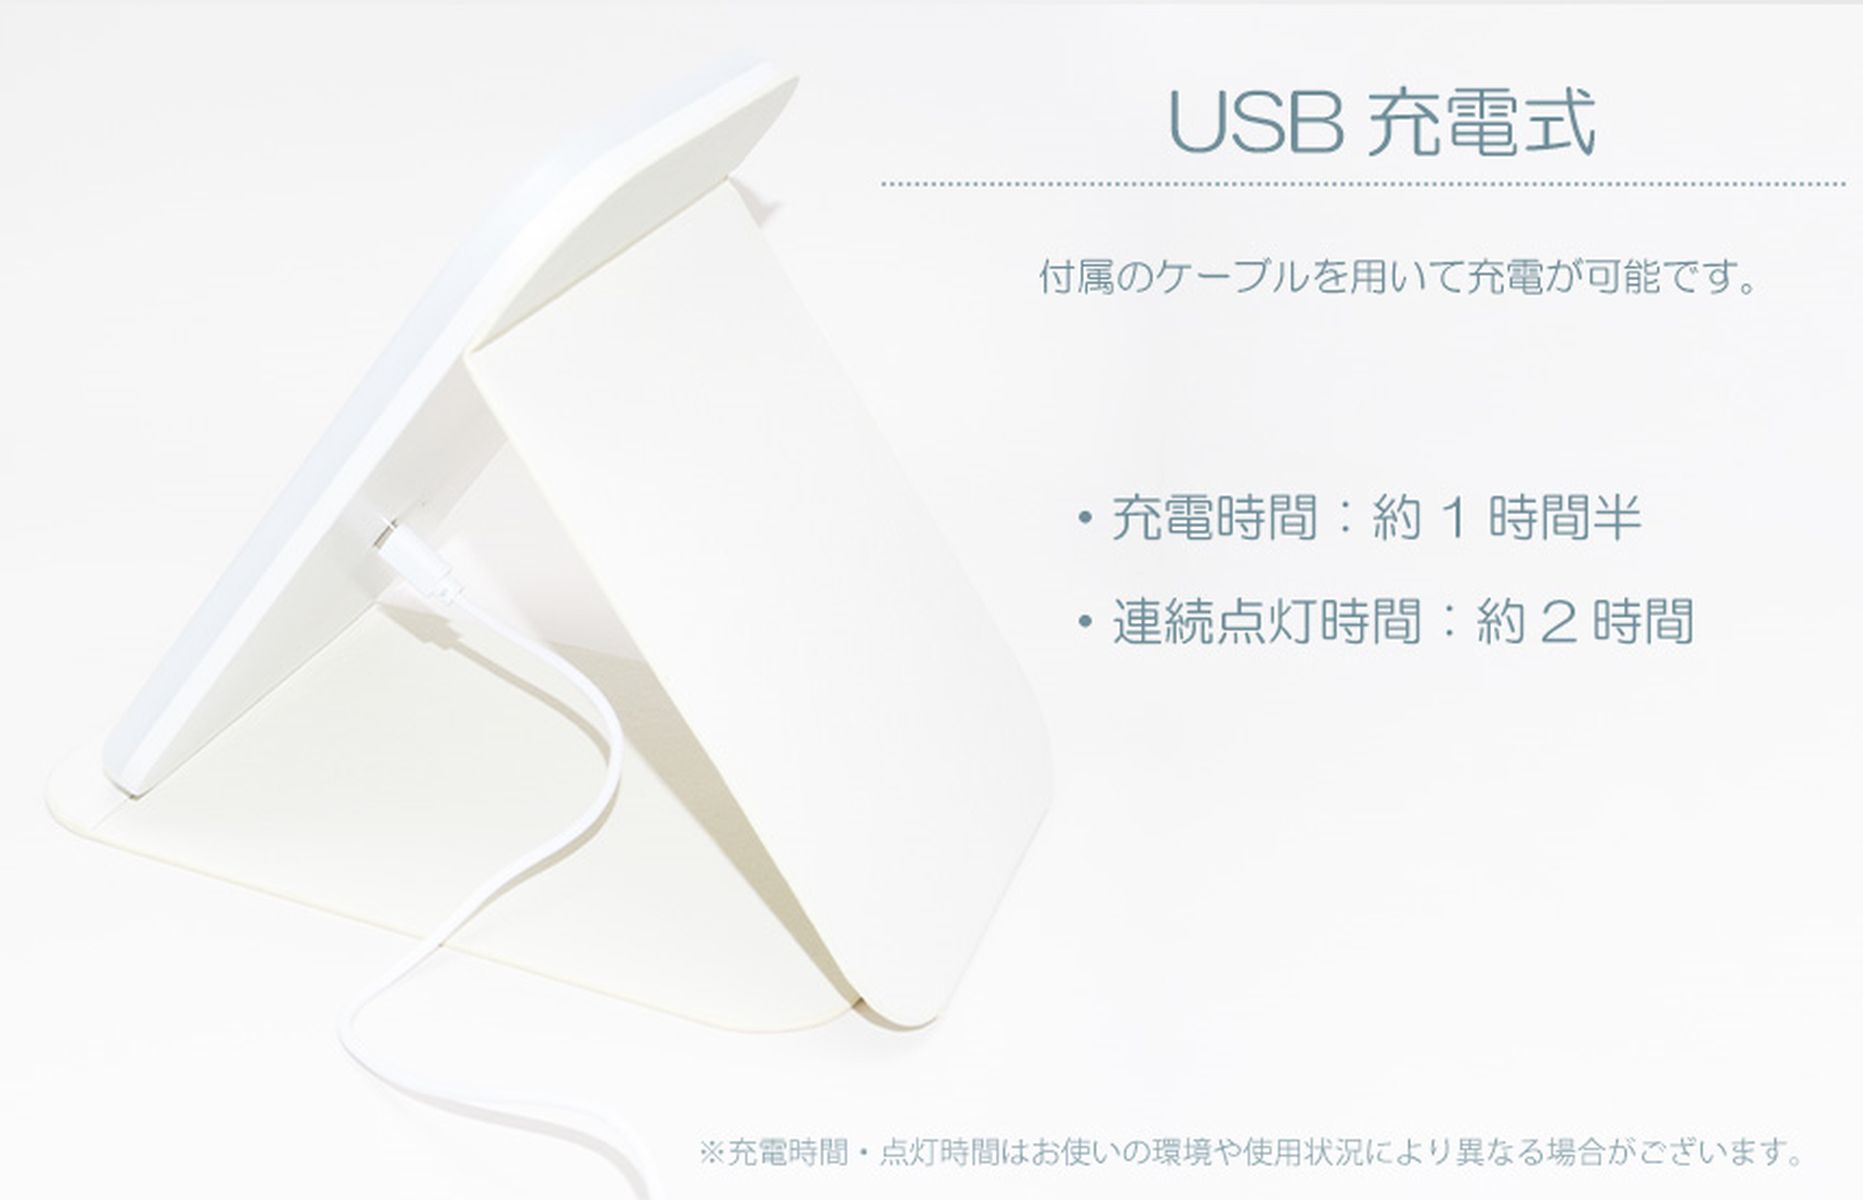 USB 充電式
付属のケーブルを用いて充電が可能です。
・充電時間：約 1 時間半
・連続点灯時間：約 2 時間
※充電時間・点灯時間はお使いの環境や使用状況により異なる場合がございます。